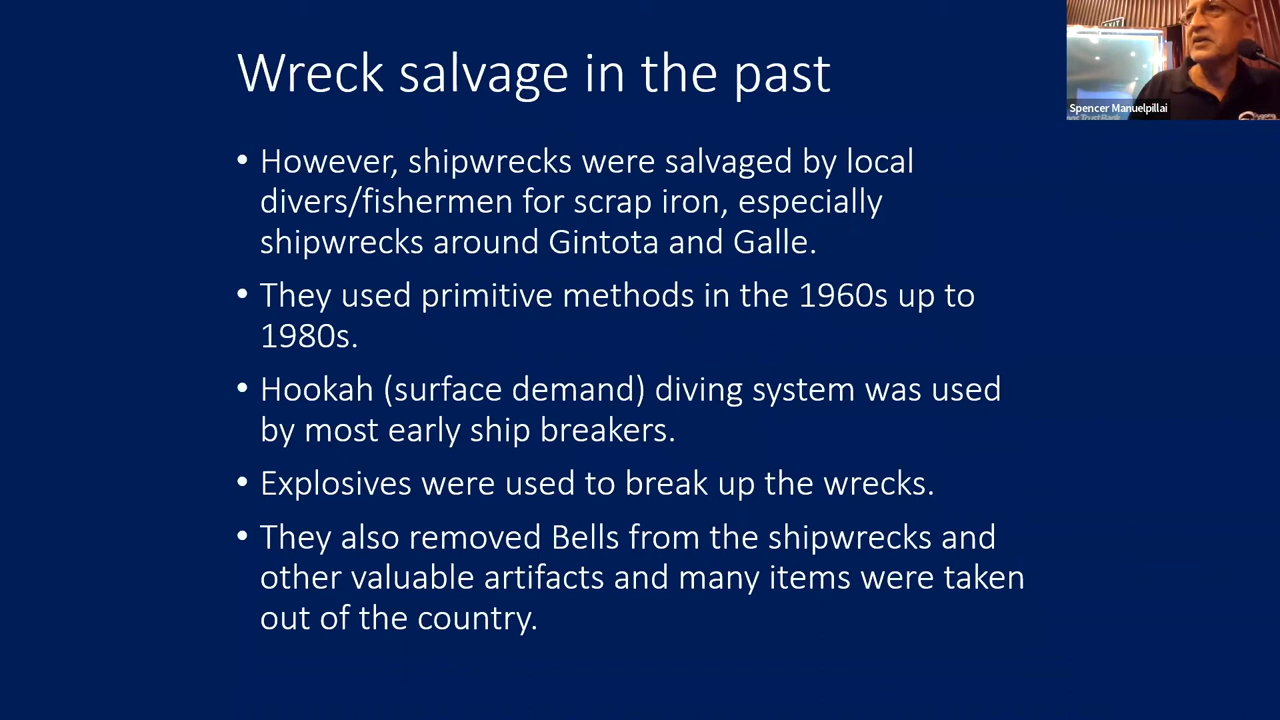 Wreck salvage in the past
• However, shipwrecks were salvaged by local
divers/fishermen for scrap iron, especially
shipwrecks around Gintota and Galle.
• They used primitive methods in the 1960s up to
1980s.
• Hookah (surface demand) diving system was used
by most early ship breakers.
• Explosives were used to break up the wrecks.
• They also removed Bells from the shipwrecks and
other valuable artifacts and many items were taken
out of the country.
EXIT
Spencer Manuelpillai